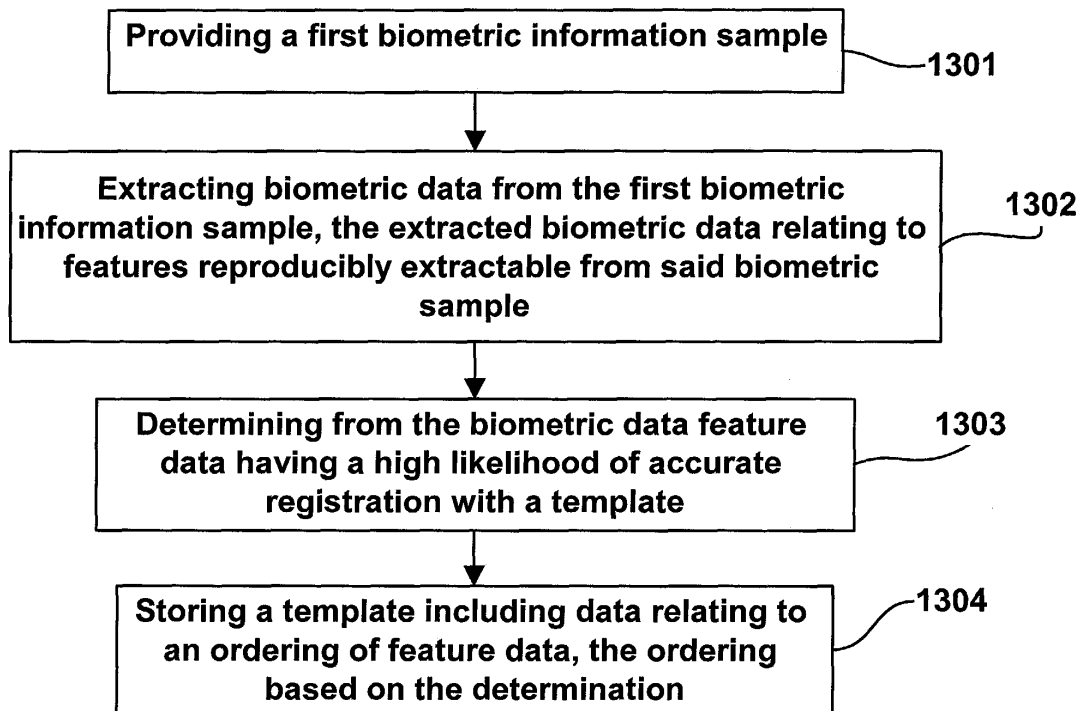 Providing a first biometric information sample
1301
Extracting biometric data from the first biometric
information sample, the extracted biometric data relating to
features reproducibly extractable from said biometric
sample
1302
Determining from the biometric data feature
data having a high likelihood of accurate
registration with a template
1303
Storing a template including data relating to
an ordering of feature data, the ordering
based on the determination
1304